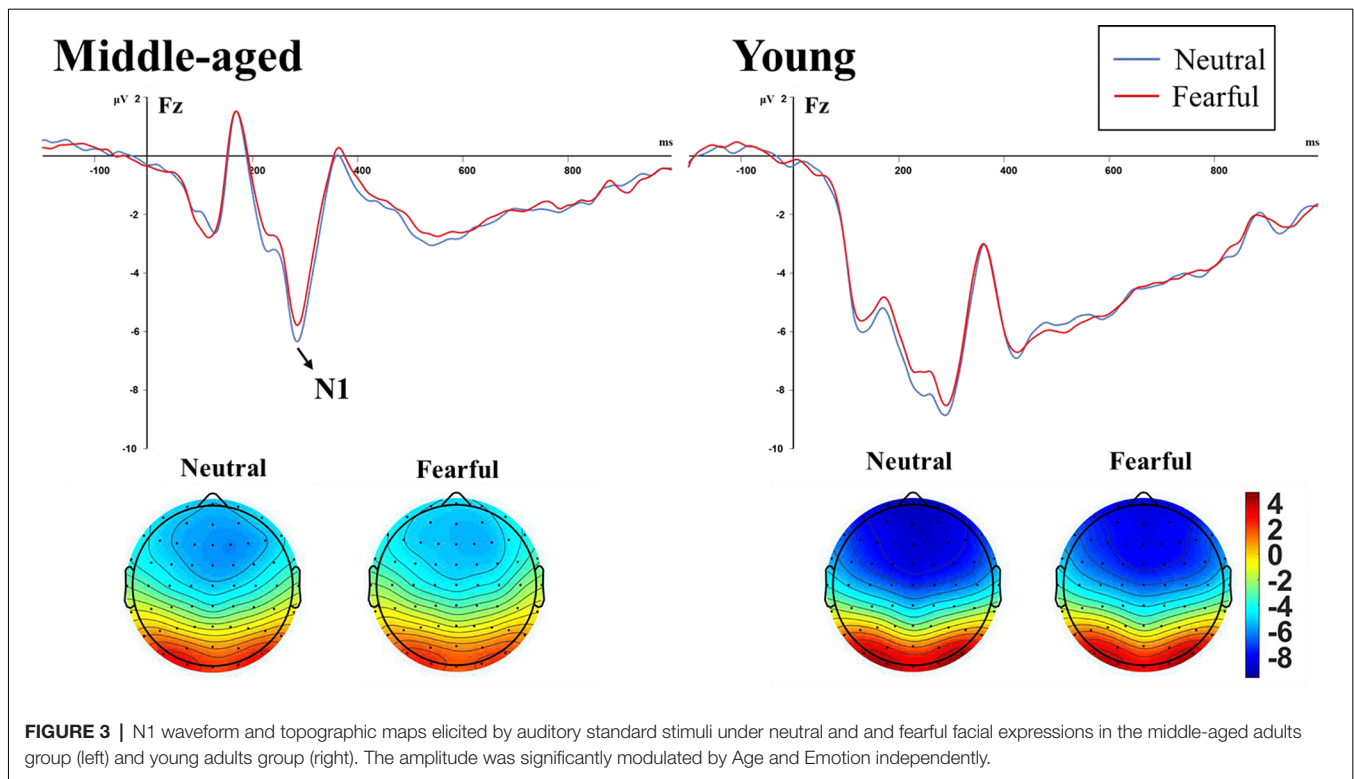 Middle-aged
Young
Neutral
Fearful
μV 2
Fz
ms
-100
200
400
600
800
-2
-4
-6
-8
-10
N1
μV 2
Fz
ms
-100
200
400
600
800
-2
-4
-6
-8
-10
Neutral
Fearful
Neutral
Fearful
4
2
0
-2
-4
-6
-8
FIGURE 3 | N1 waveform and topographic maps elicited by auditory standard stimuli under neutral and and fearful facial expressions in the middle-aged adults
group (left) and young adults group (right). The amplitude was significantly modulated by Age and Emotion independently.